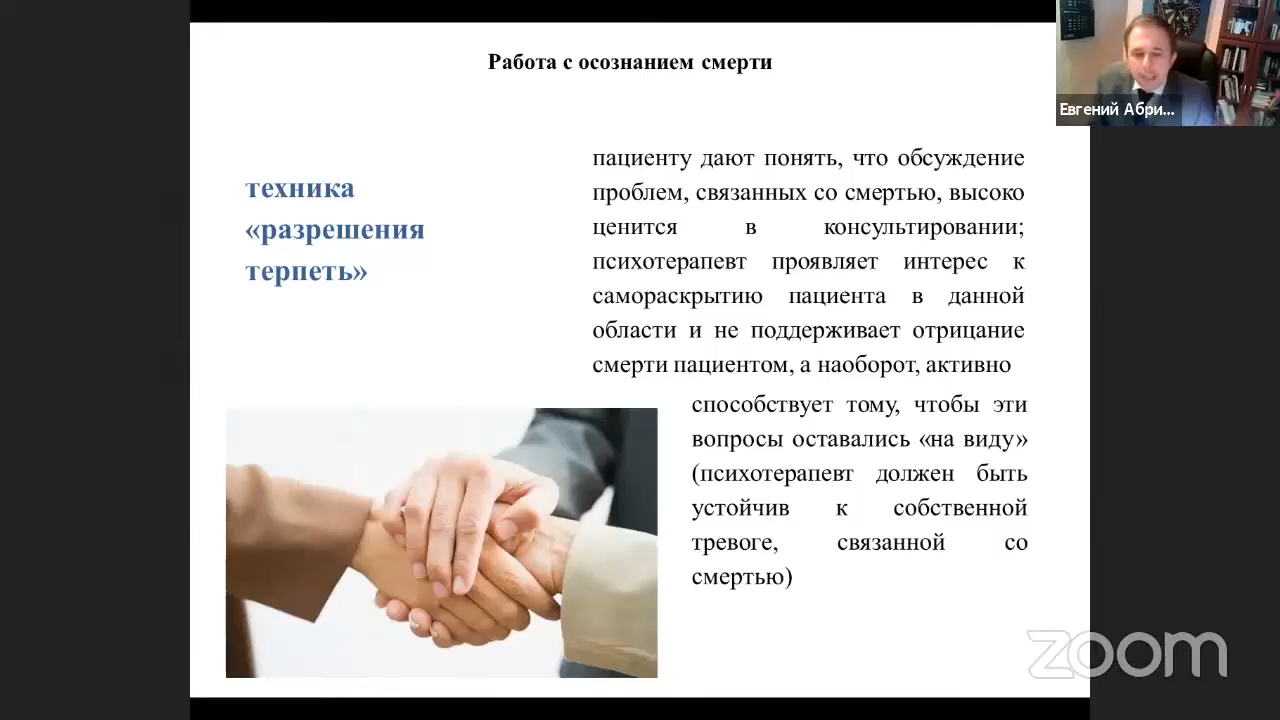 Работа с осознанием смерти
Евгений Абри...
техника
«разрешения
терпеть»
пациенту дают понять, что обсуждение
проблем, связанных со смертью, высоко
ценится в консультировании;
психотерапевт проявляет интерес к
самораскрытию пациента в данной
области и не поддерживает отрицание
смерти пациентом, а наоборот, активно
способствует тому, чтобы эти
вопросы оставались «на виду»
(психотерапевт должен быть
устойчив к собственной
тревоге, связанной со
смертью)
zoom